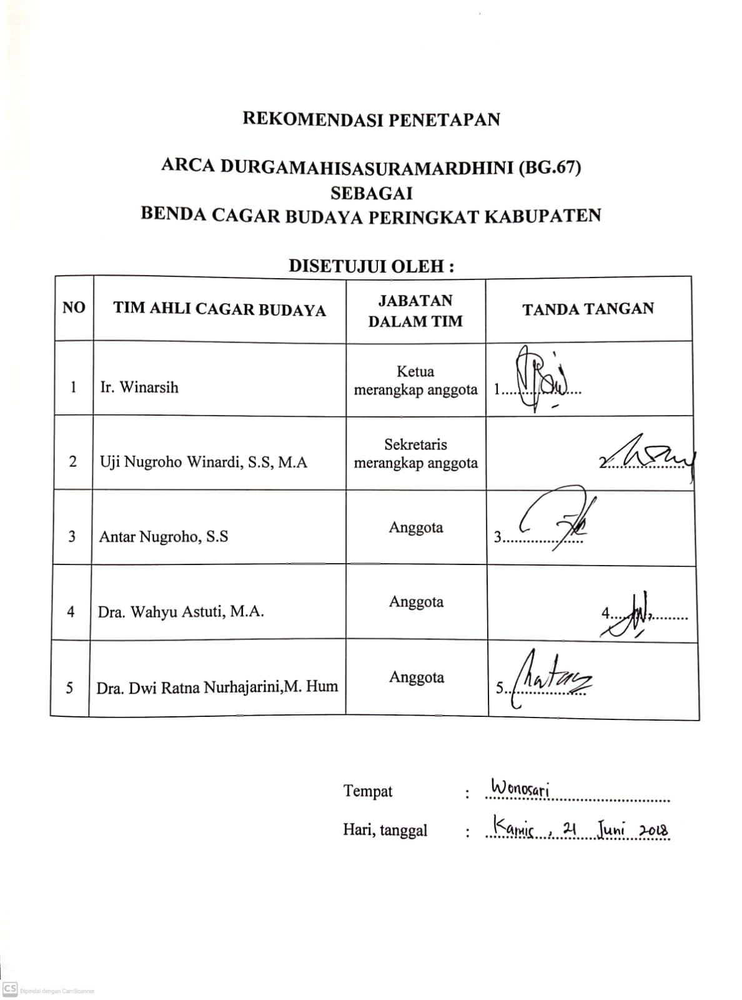 REKOMENDASI PENETAPAN
ARCA DURGAMAHISASURAMARDHINI (BG.67)
SEBAGAI
BENDA CAGAR BUDAYA PERINGKAT KABUPATEN
DISETUJUI OLEH :
NO TIM AHLI CAGAR BUDAYA JABATAN DALAM TIM TANDA TANGAN
1 Ir. Winarsih Ketua merangkap anggota 1..................
2 Uji Nugroho Winardi, S.S, M.A Sekretaris merangkap anggota 2..................
3 Antar Nugroho, S.S Anggota 3..................
4 Dra. Wahyu Astuti, M.A. Anggota 4..................
5 Dra. Dwi Ratna Nurhajarini,M. Hum Anggota 5..................
Tempat : Wonosari
Hari, tanggal : Kamis, 21 Juni 2018
CS Dipindai dengan CamScanner